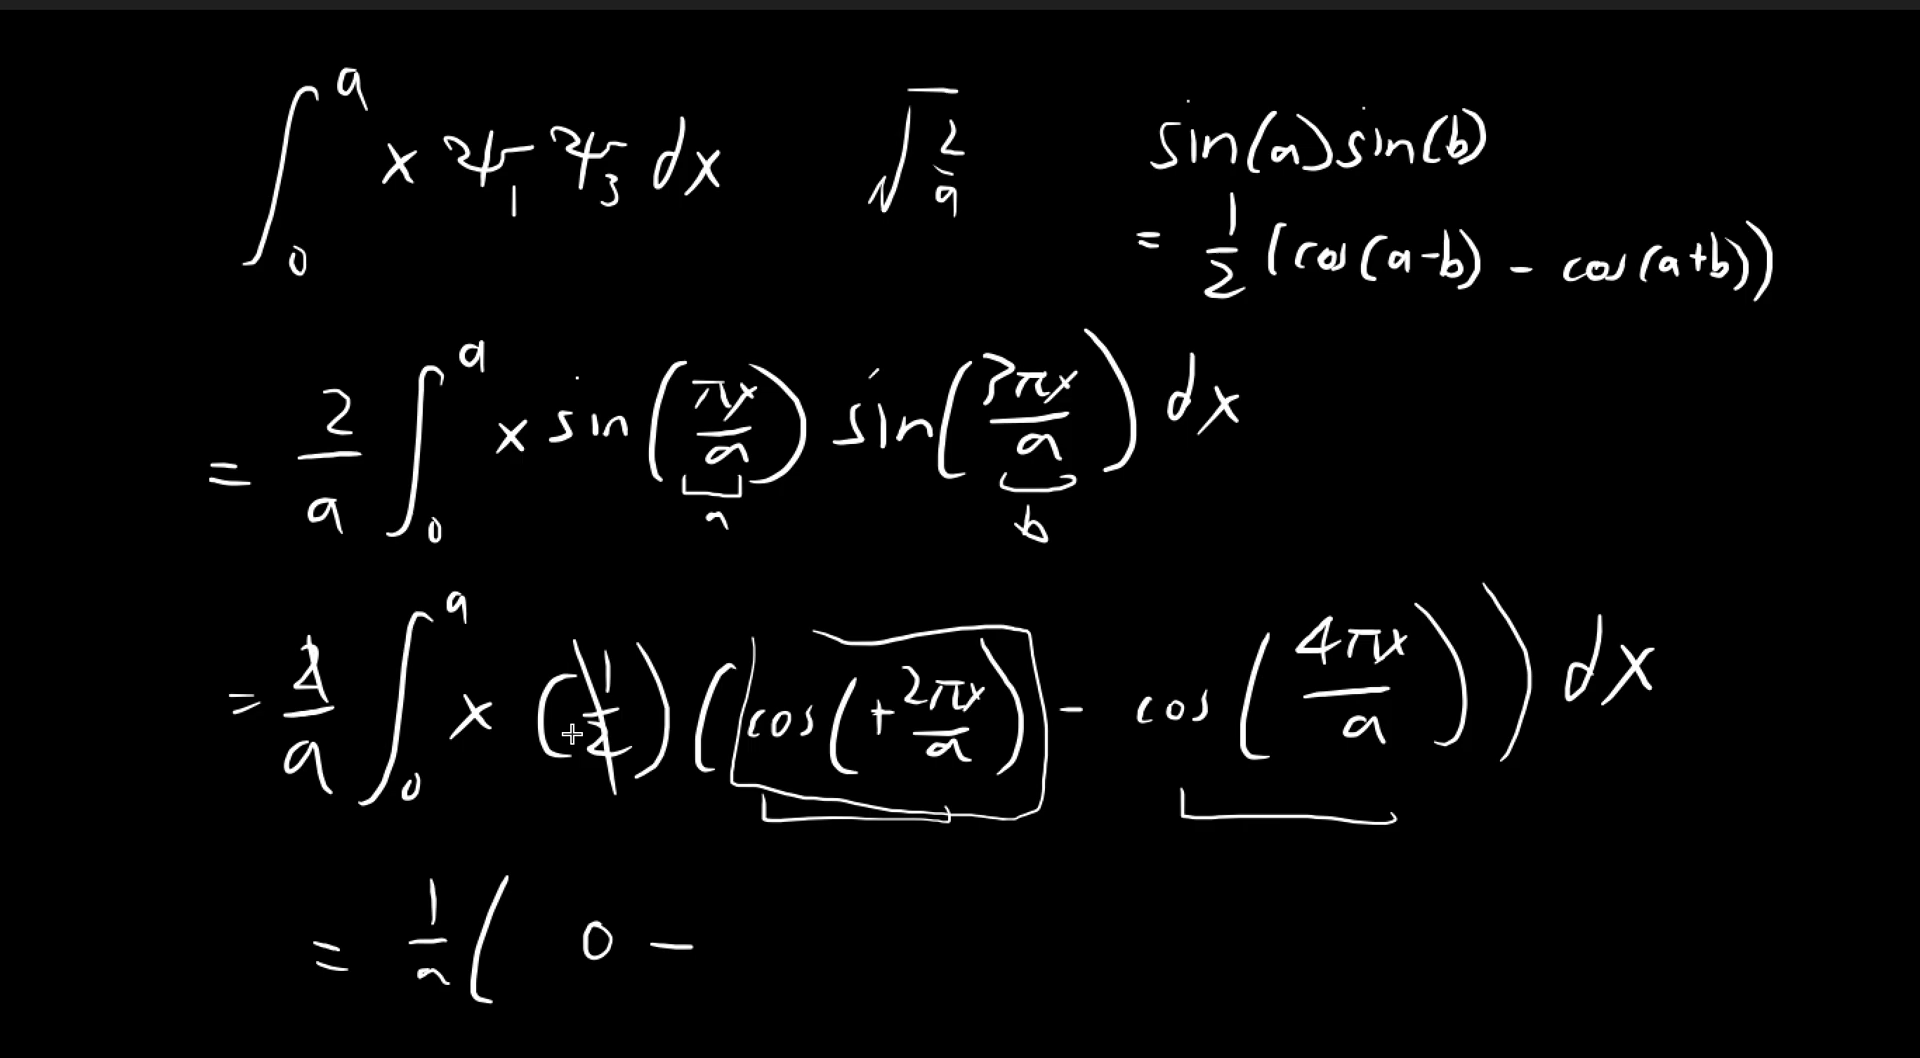 ∫₀ᵃ x ψ₁ ψ₃ dx √(2/a) sin(a)sin(b)
= 1/2 (cos(a-b) - cos(a+b))
= 2/a ∫₀ᵃ x sin(πx/a) sin(3πx/a) dx
a b
= 2/a ∫₀ᵃ x (1/2) (cos(+2πx/a) - cos(4πx/a)) dx
= 1/a ( 0 -